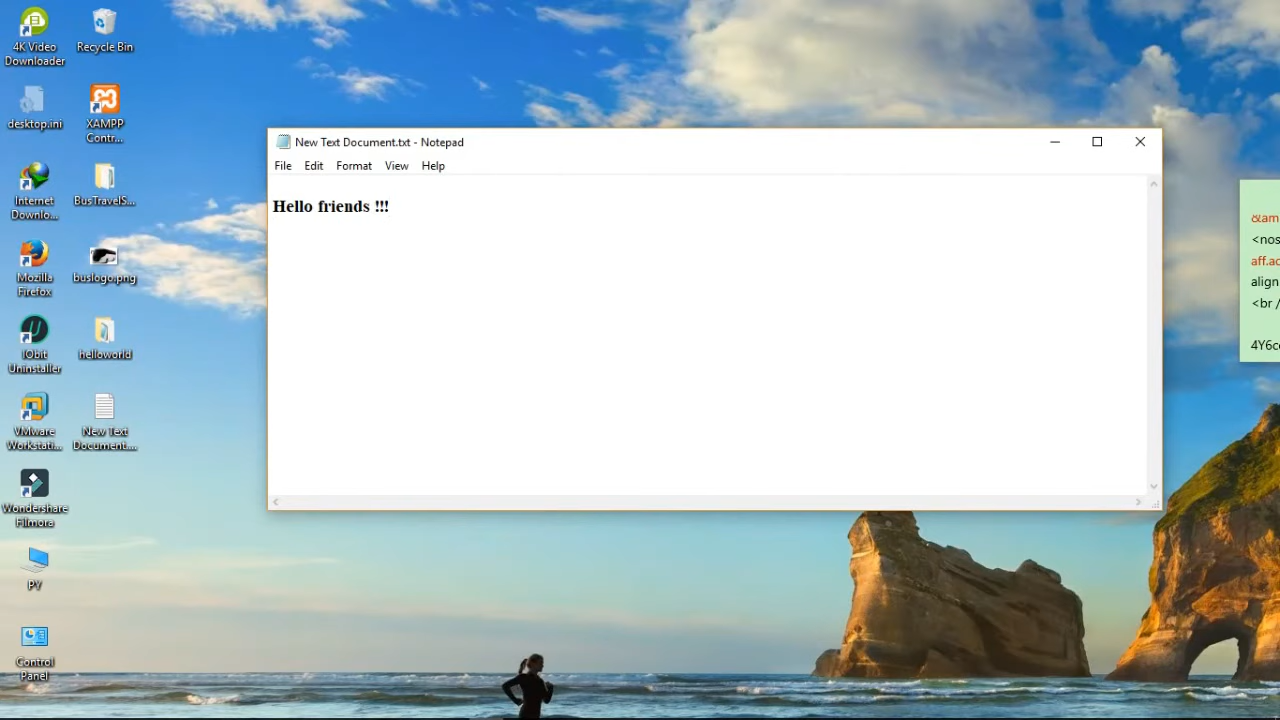 4K Video
Downloader
Recycle Bin
desktop.ini
XAMPP
Contr...
Internet
Downlo...
BusTravelS...
Mozilla
Firefox
buslogo.png
IObit
Uninstaller
helloworld
VMware
Workstati...
New Text
Document....
Wondershare
Filmora
PY
Control
Panel
New Text Document.txt - Notepad
File Edit Format View Help
Hello friends !!!
&am
<nos
aff.ac
align
<br /